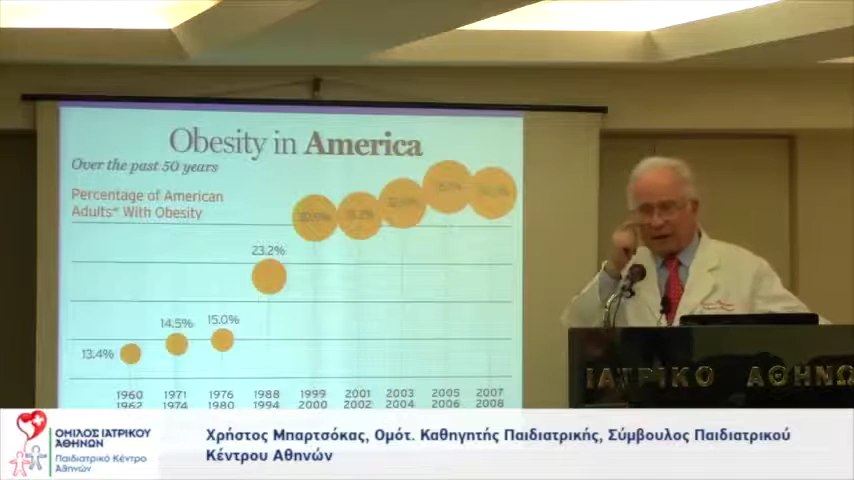 Obesity in America
Over the past 50 years
Percentage of American
Adults* With Obesity
23.2%
14.5%
15.0%
13.4%
1960 1971 1976 1988 1999 2001 2003 2005 2007
1962 1974 1980 1994 2000 2002 2004 2006 2008
ΙΑΤΡΙΚΟ ΑΘΗΝΩ
ΟΜΙΛΟΣ ΙΑΤΡΙΚΟΥ
ΑΘΗΝΩΝ
Παιδιατρικό Κέντρο
Αθηνών
Χρήστος Μπαρτσόκας, Ομότ. Καθηγητής Παιδιατρικής, Σύμβουλος Παιδιατρικού
Κέντρου Αθηνών